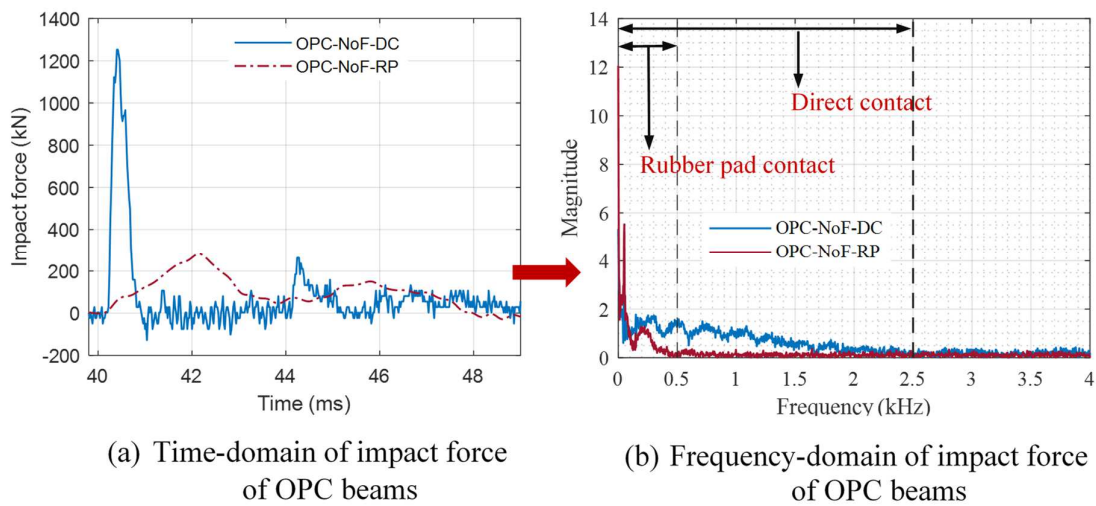 1400
1200
1000
800
600
400
200
0
-200
Impact force (kN)
OPC-NoF-DC
OPC-NoF-RP
40
42
44
46
48
Time (ms)
(a) Time-domain of impact force
of OPC beams
14
12
10
8
6
4
2
0
Magnitude
Direct contact
Rubber pad contact
OPC-NoF-DC
OPC-NoF-RP
0
0.5
1
1.5
2
2.5
3
3.5
4
Frequency (kHz)
(b) Frequency-domain of impact force
of OPC beams